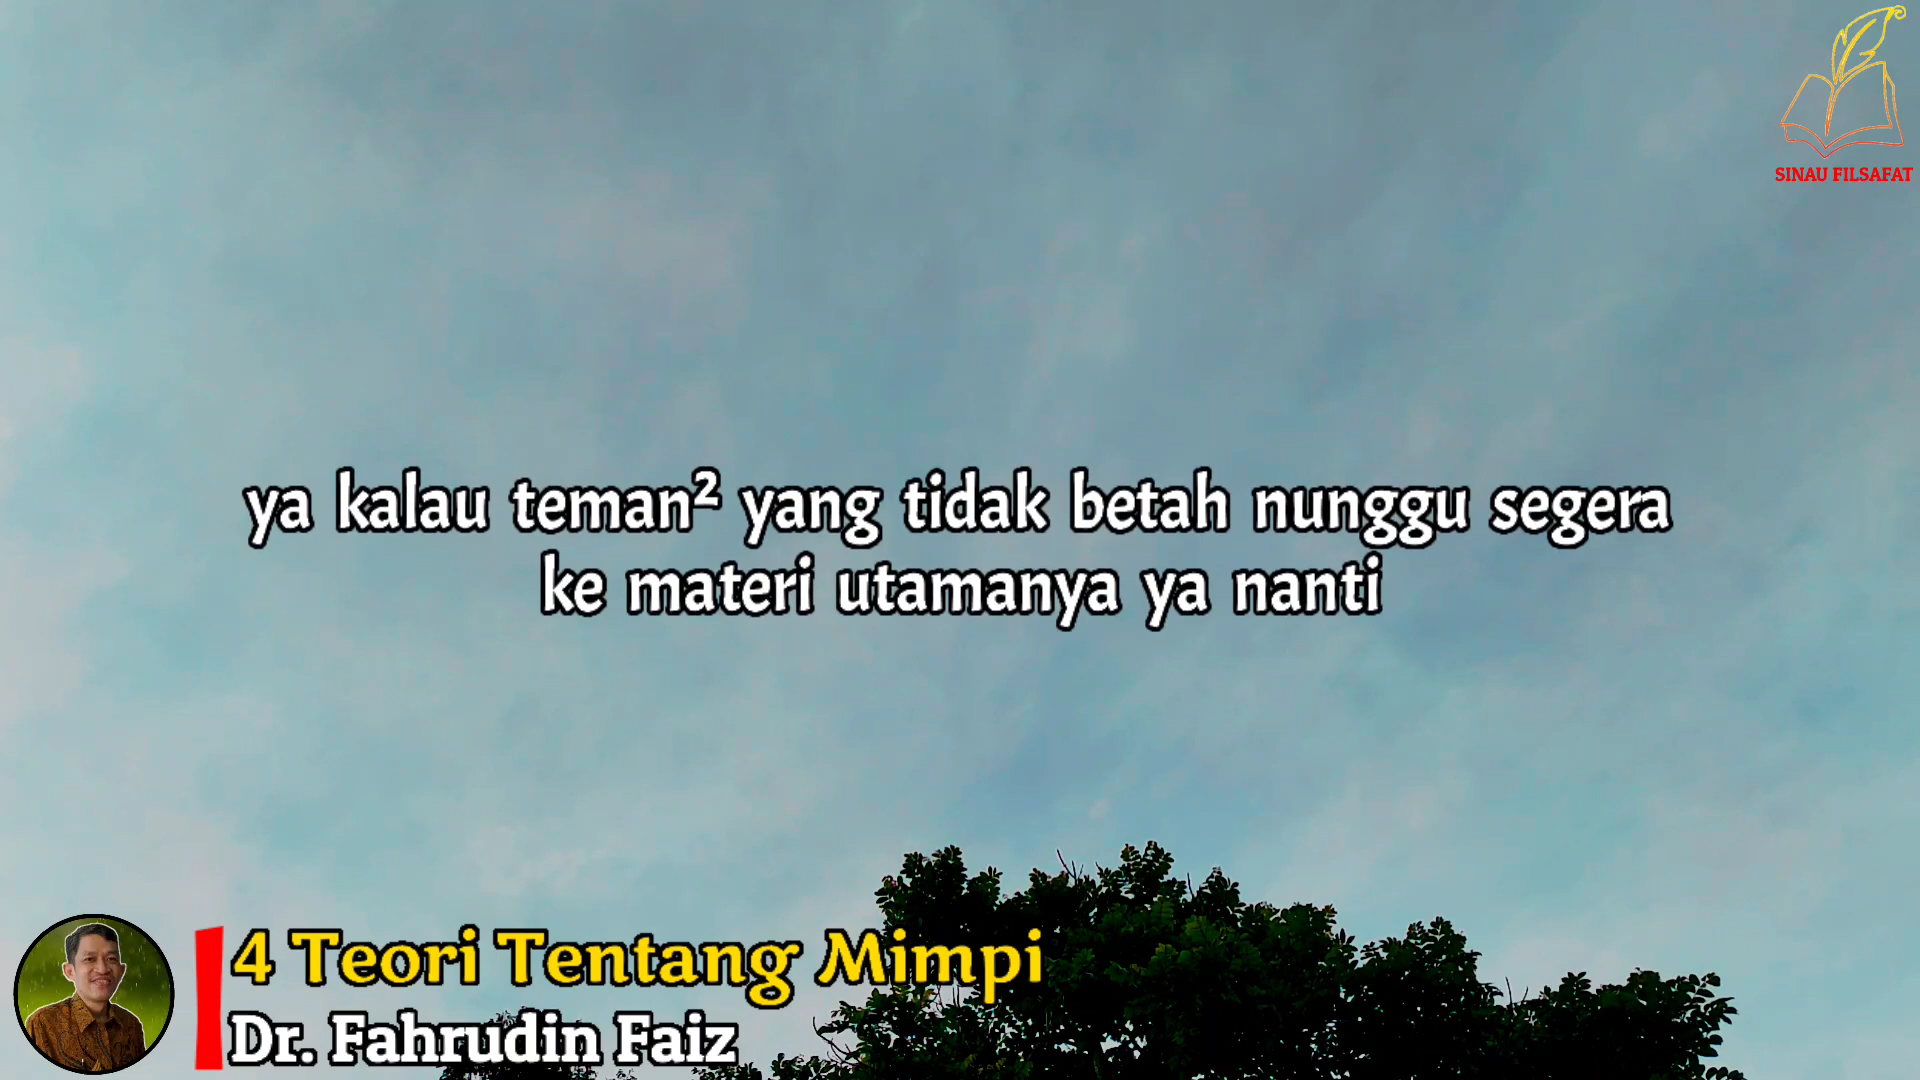 SINAU FILSAFAT
ya kalau teman² yang tidak betah nunggu segera
ke materi utamanya ya nanti
4 Teori Tentang Mimpi
Dr. Fahrudin Faiz